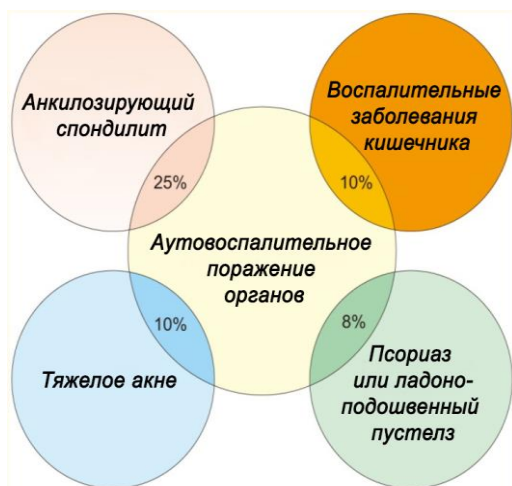 Анкилозирующий
спондилит
Воспалительные
заболевания
кишечника
25%
10%
Аутовоспалительное
поражение
органов
10%
8%
Тяжелое акне
Псориаз
или ладоно-
подошвенный
пустелз